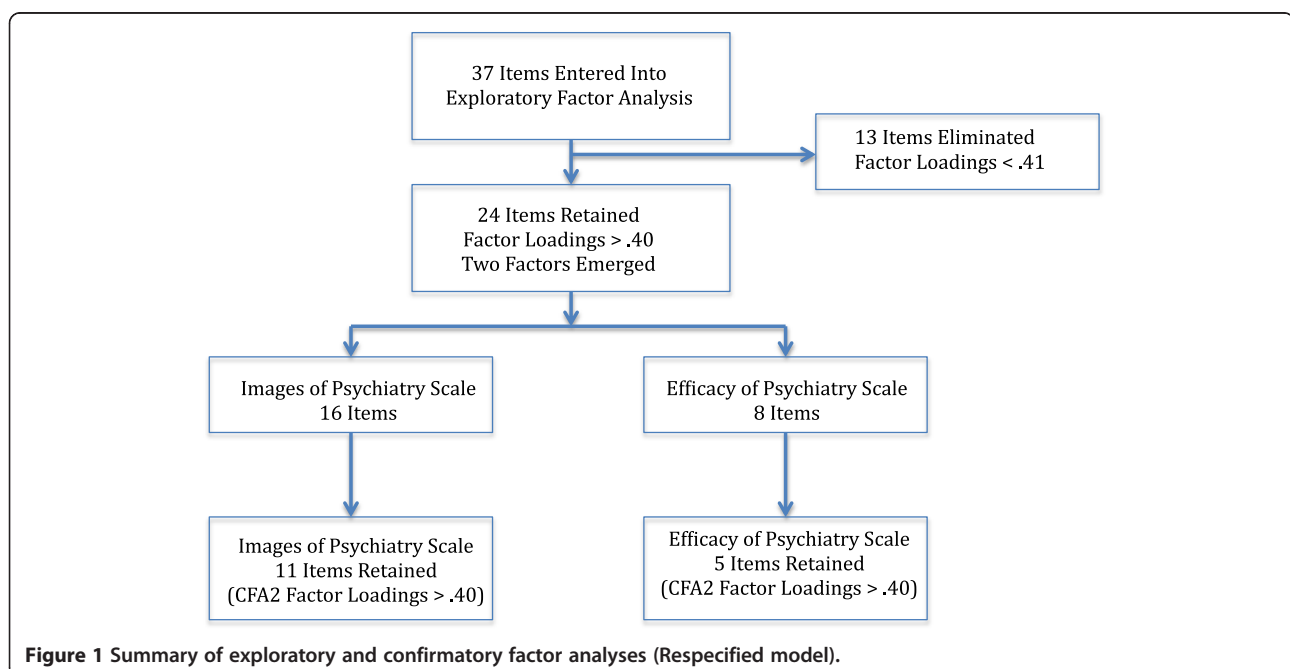 37 Items Entered Into
Exploratory Factor Analysis
13 Items Eliminated
Factor Loadings < .41
24 Items Retained
Factor Loadings > .40
Two Factors Emerged
Images of Psychiatry Scale
16 Items
Efficacy of Psychiatry Scale
8 Items
Images of Psychiatry Scale
11 Items Retained
(CFA2 Factor Loadings > .40)
Efficacy of Psychiatry Scale
5 Items Retained
(CFA2 Factor Loadings > .40)
Figure 1 Summary of exploratory and confirmatory factor analyses (Respecified model).